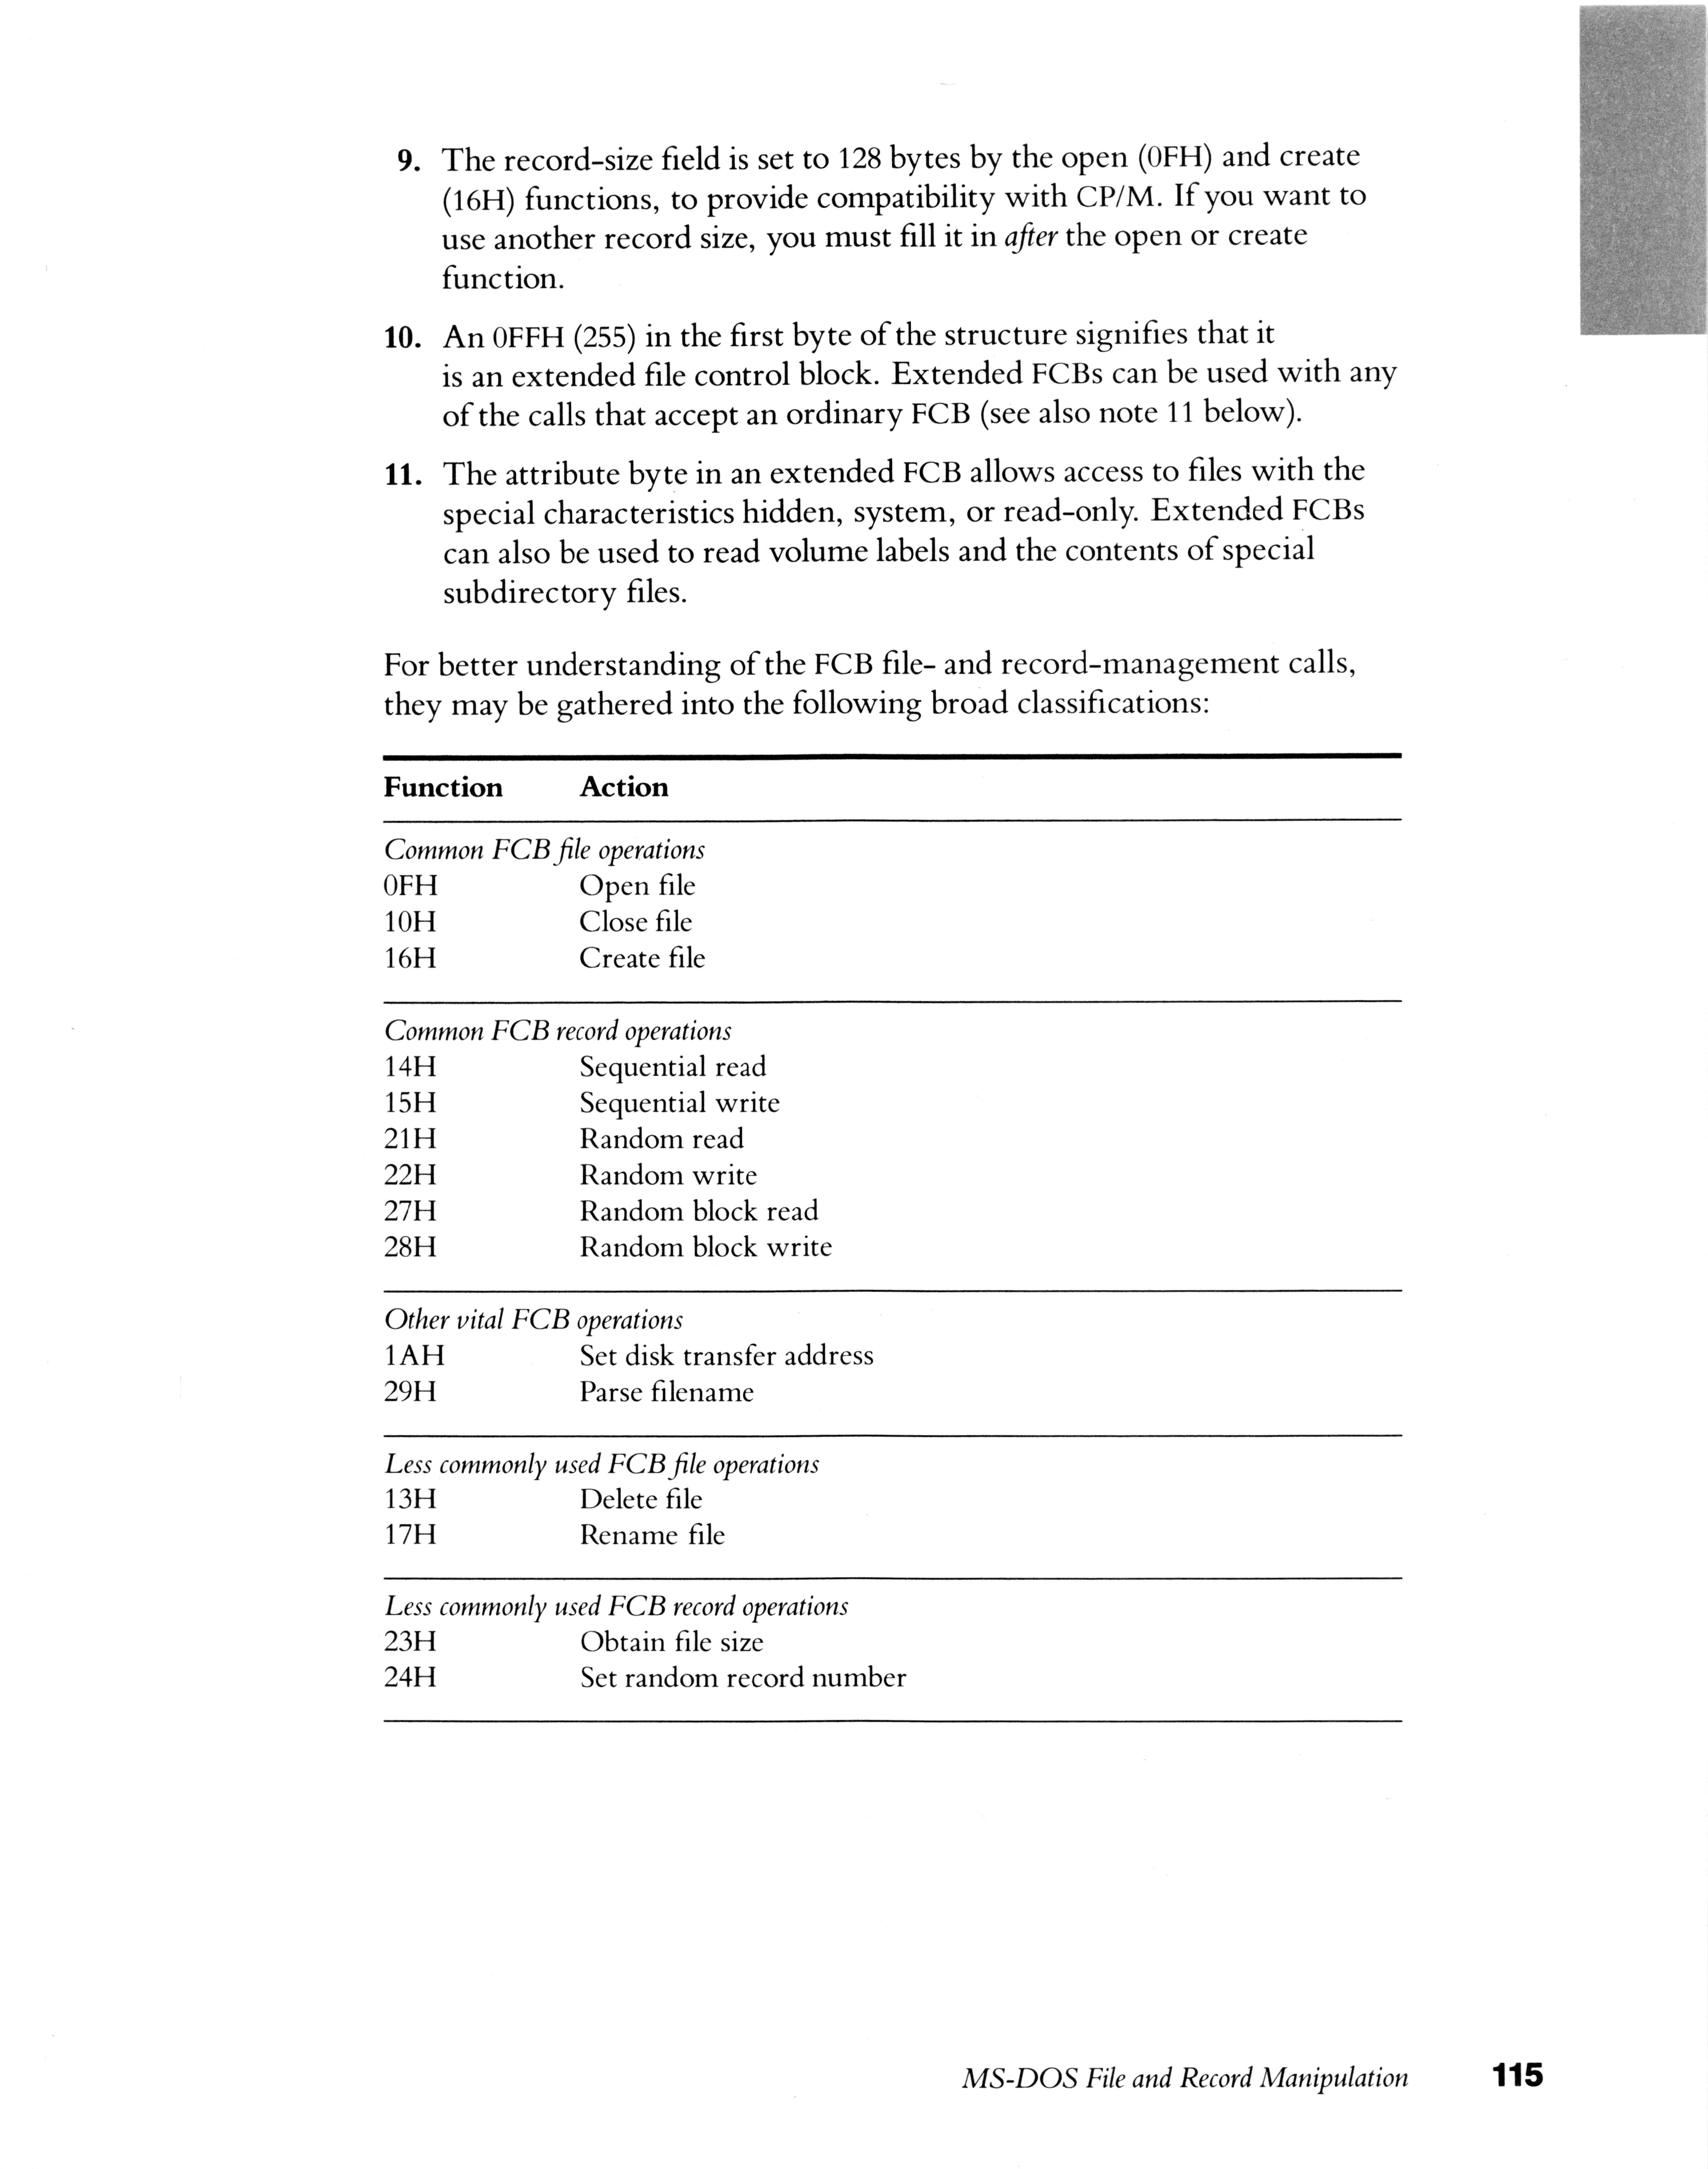 9. The record-size field is set to 128 bytes by the open (0FH) and create
(16H) functions, to provide compatibility with CP/M. If you want to
use another record size, you must fill it in after the open or create
function.
10. An 0FFH (255) in the first byte of the structure signifies that it
is an extended file control block. Extended FCBs can be used with any
of the calls that accept an ordinary FCB (see also note 11 below).
11. The attribute byte in an extended FCB allows access to files with the
special characteristics hidden, system, or read-only. Extended FCBs
can also be used to read volume labels and the contents of special
subdirectory files.
For better understanding of the FCB file- and record-management calls,
they may be gathered into the following broad classifications:
Function Action
Common FCB file operations
0FH Open file
10H Close file
16H Create file
Common FCB record operations
14H Sequential read
15H Sequential write
21H Random read
22H Random write
27H Random block read
28H Random block write
Other vital FCB operations
1AH Set disk transfer address
29H Parse filename
Less commonly used FCB file operations
13H Delete file
17H Rename file
Less commonly used FCB record operations
23H Obtain file size
24H Set random record number
MS-DOS File and Record Manipulation 115